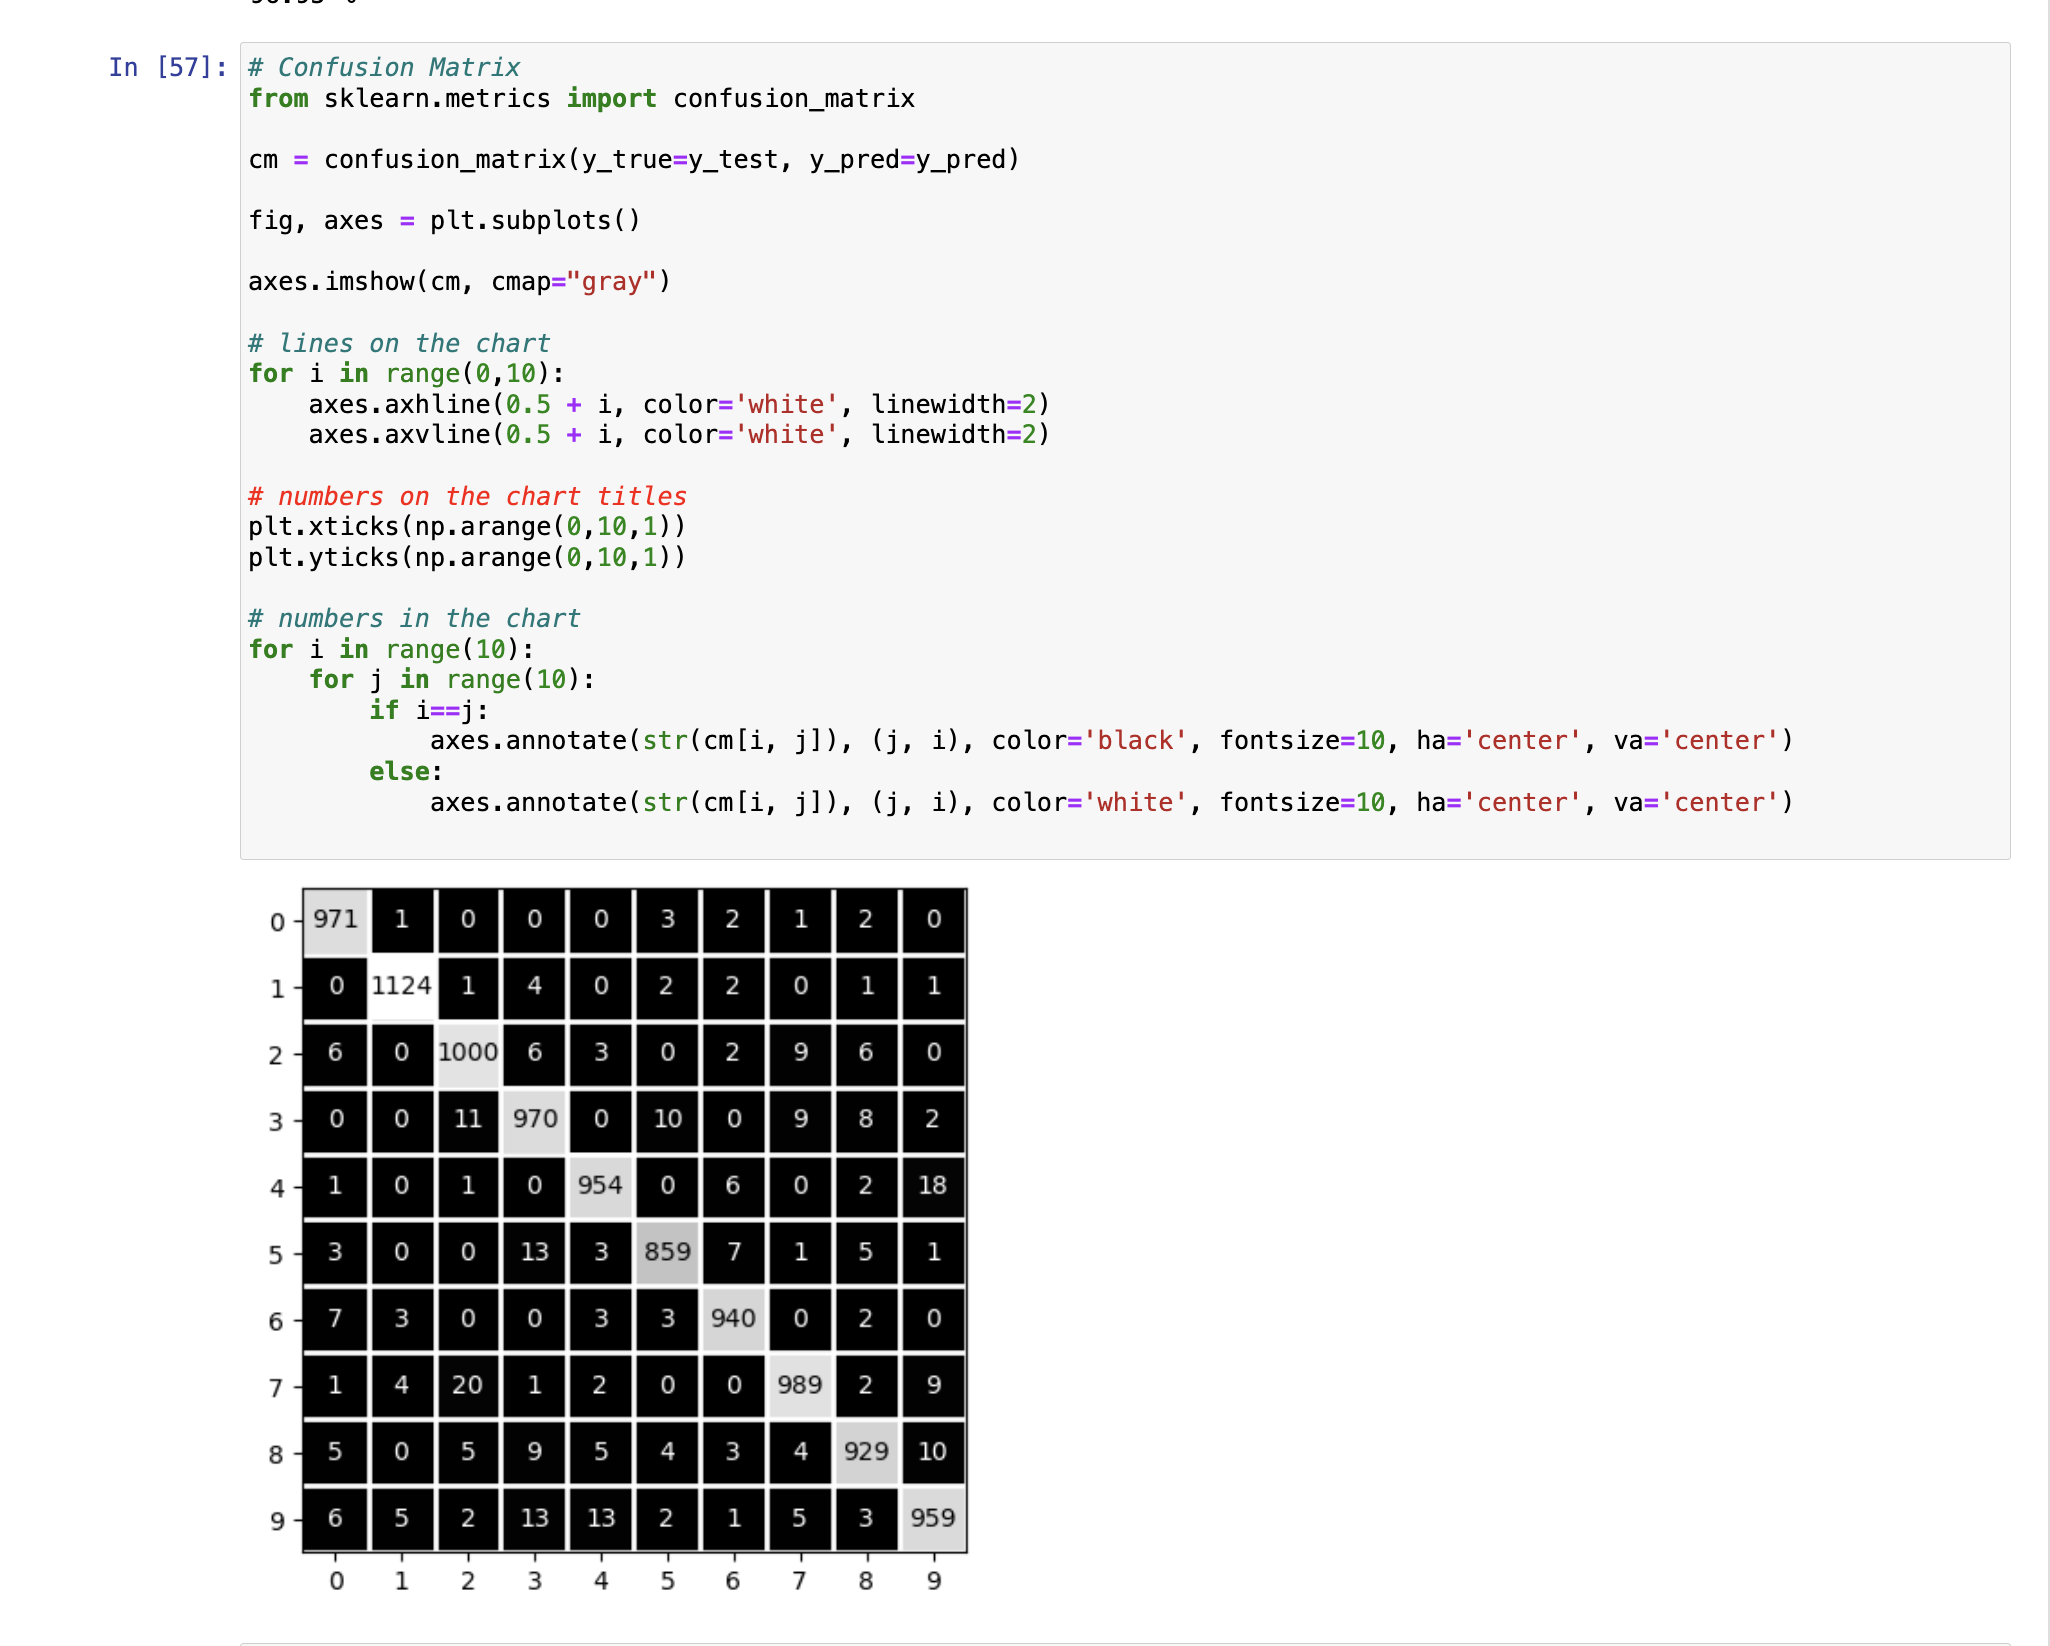 In [57]:
# Confusion Matrix
from sklearn.metrics import confusion_matrix
cm = confusion_matrix(y_true=y_test, y_pred=y_pred)
fig, axes = plt.subplots()
axes.imshow(cm, cmap="gray")
# lines on the chart
for i in range(0,10):
    axes.axhline(0.5 + i, color='white', linewidth=2)
    axes.axvline(0.5 + i, color='white', linewidth=2)
# numbers on the chart titles
plt.xticks(np.arange(0,10,1))
plt.yticks(np.arange(0,10,1))
# numbers in the chart
for i in range(10):
    for j in range(10):
        if i==j:
            axes.annotate(str(cm[i, j]), (j, i), color='black', fontsize=10, ha='center', va='center')
        else:
            axes.annotate(str(cm[i, j]), (j, i), color='white', fontsize=10, ha='center', va='center')
0 971 1 0 0 0 3 2 1 2 0
1 0 1124 1 4 0 2 2 0 1 1
2 6 0 1000 6 3 0 2 9 6 0
3 0 0 11 970 0 10 0 9 8 2
4 1 0 1 0 954 0 6 0 2 18
5 3 0 0 13 3 859 7 1 5 1
6 7 3 0 0 3 3 940 0 2 0
7 1 4 20 1 2 0 0 989 2 9
8 5 0 5 9 5 4 3 4 929 10
9 6 5 2 13 13 2 1 5 3 959
0 1 2 3 4 5 6 7 8 9